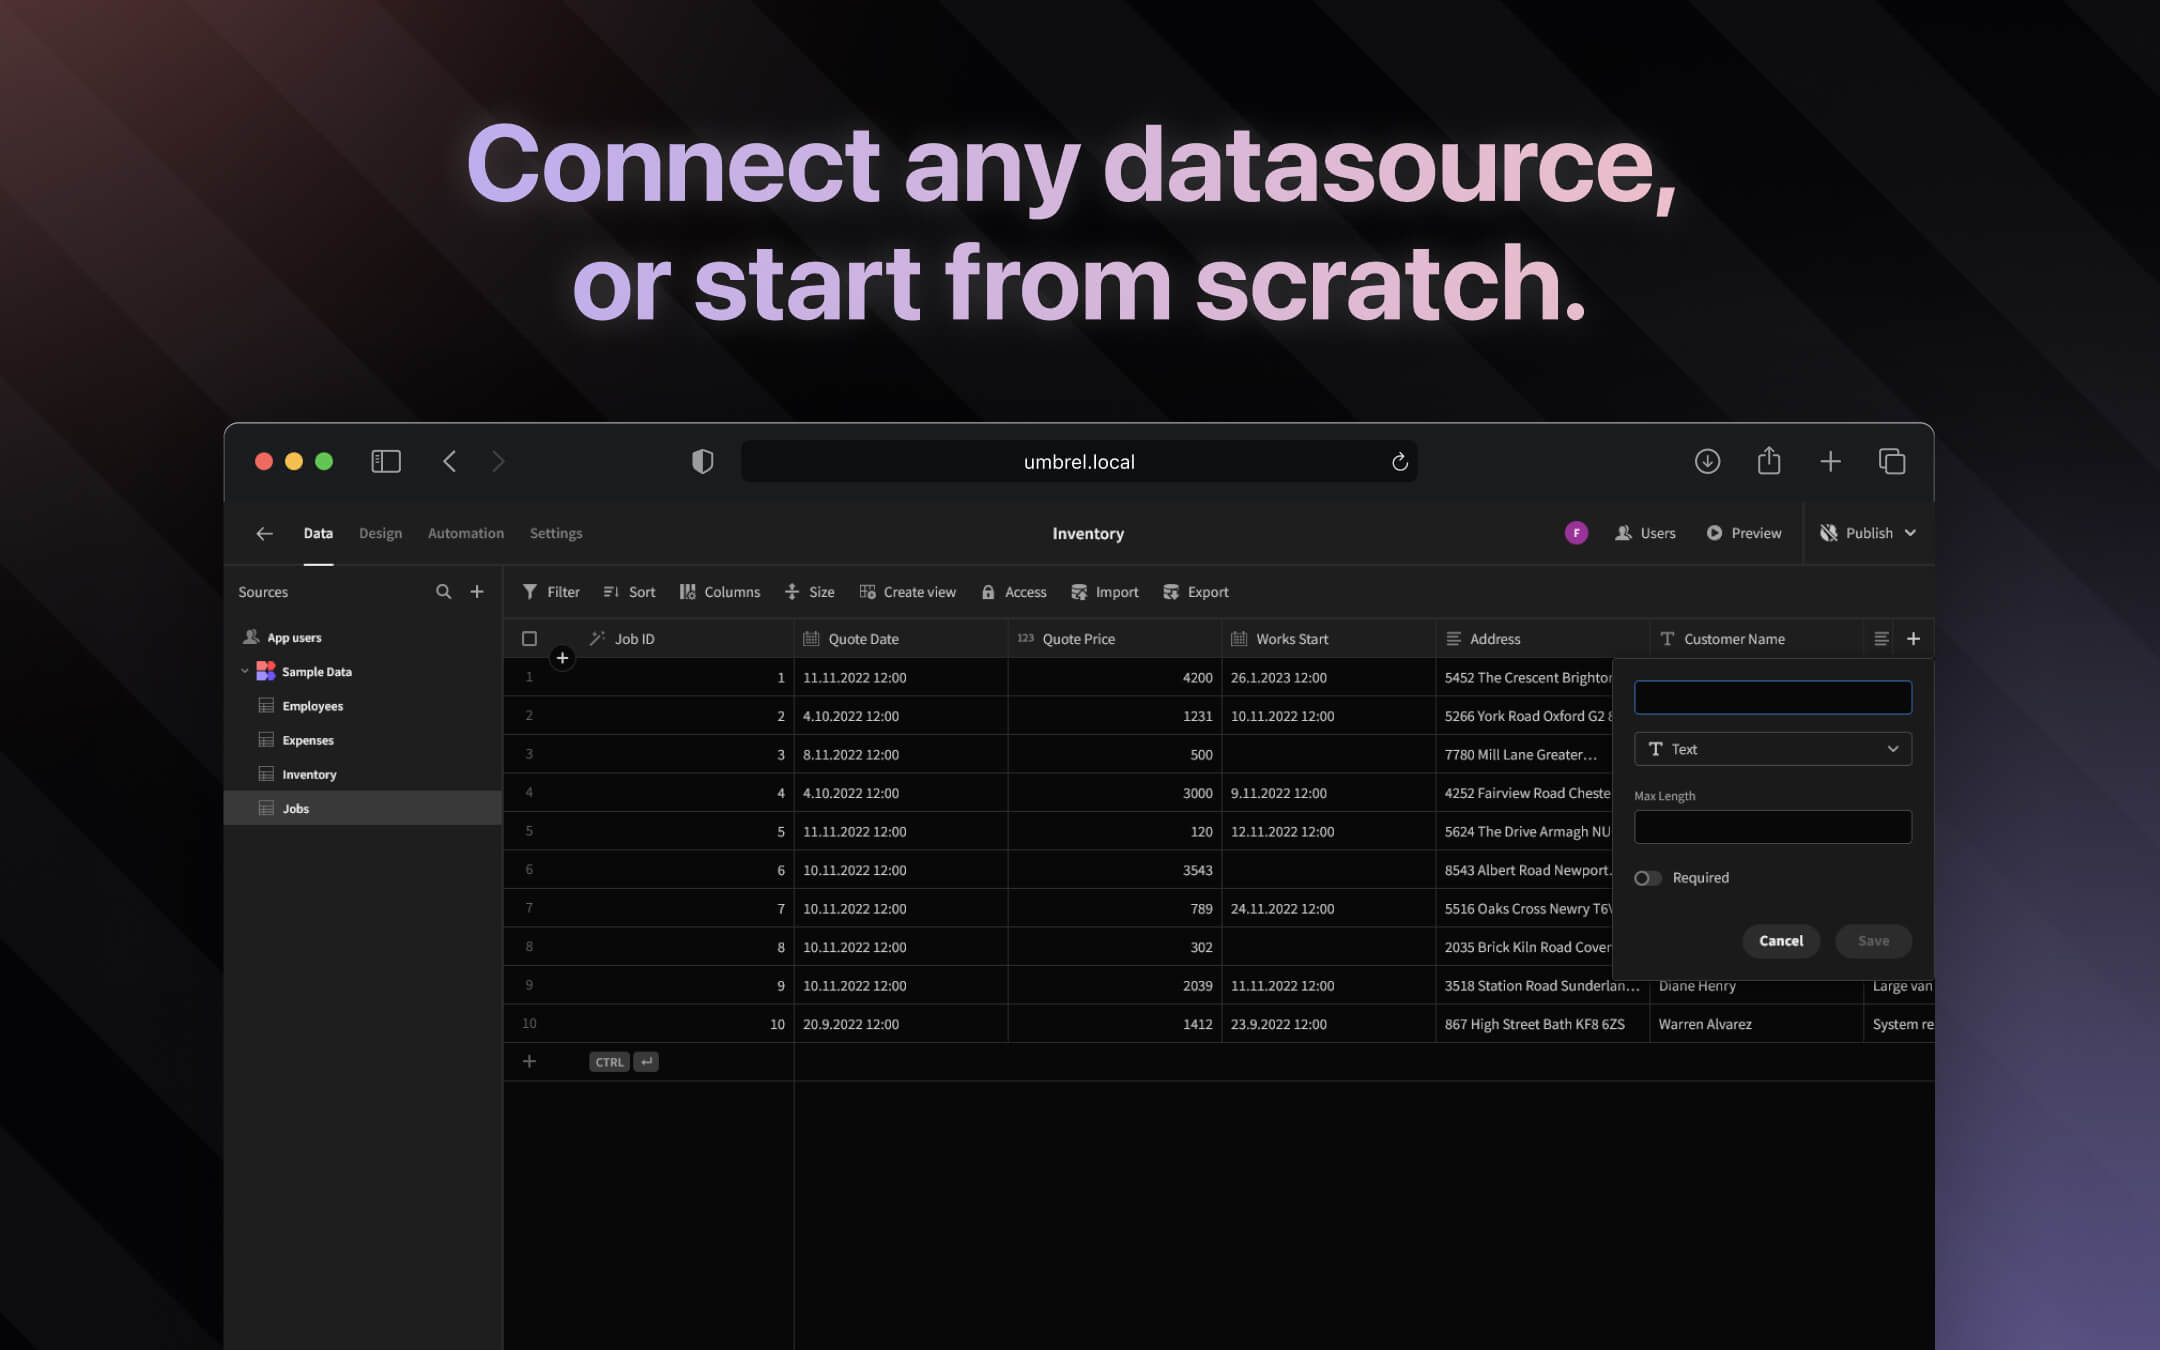 Connect any datasource,
or start from scratch.
umbrel.local
Data Design Automation Settings Inventory F Users Preview Publish
Sources Filter Sort Columns Size Create view Access Import Export
App users
Sample Data
Employees
Expenses
Inventory
Jobs
Job ID Quote Date 123 Quote Price Works Start Address Customer Name
1 1 11.11.2022 12:00 4200 26.1.2023 12:00 5452 The Crescent Brighton
2 2 4.10.2022 12:00 1231 10.11.2022 12:00 5266 York Road Oxford G2
3 3 8.11.2022 12:00 500 7780 Mill Lane Greater...
4 4 4.10.2022 12:00 3000 9.11.2022 12:00 4252 Fairview Road Cheste
5 5 11.11.2022 12:00 120 12.11.2022 12:00 5624 The Drive Armagh NU
6 6 10.11.2022 12:00 3543 8543 Albert Road Newport.
7 7 10.11.2022 12:00 789 24.11.2022 12:00 5516 Oaks Cross Newry
8 8 10.11.2022 12:00 302 2035 Brick Kiln Road Cover
9 9 10.11.2022 12:00 2039 11.11.2022 12:00 3518 Station Road Sunderlan... Diane Henry Large van
10 10 20.9.2022 12:00 1412 23.9.2022 12:00 867 High Street Bath KF8 6ZS Warren Alvarez System re
CTRL
Text
Max Length
Required
Cancel Save